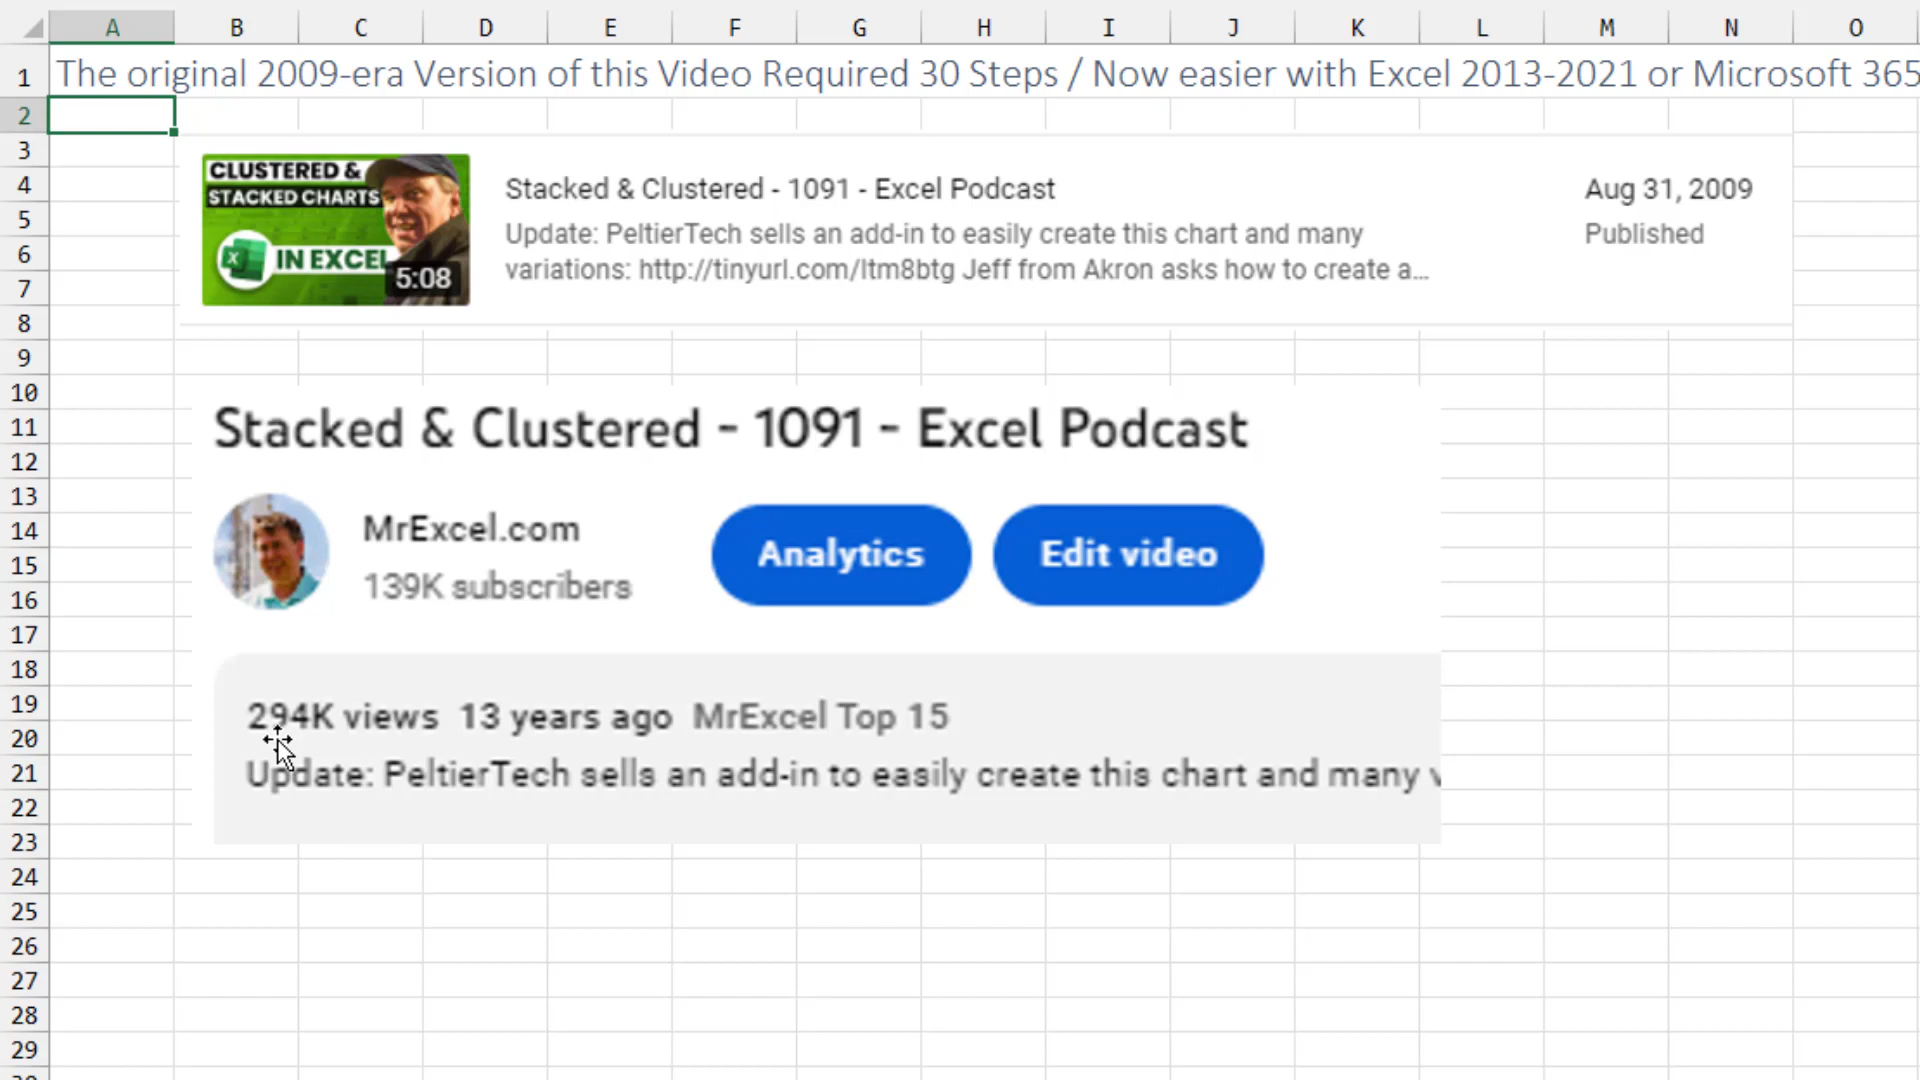 A B C D E F G H I J K L M N O
1 The original 2009-era Version of this Video Required 30 Steps / Now easier with Excel 2013-2021 or Microsoft 365
2
3
4
5
6
7
8
CLUSTERED &
STACKED CHARTS
IN EXCEL
5:08
Stacked & Clustered - 1091 - Excel Podcast
Update: PeltierTech sells an add-in to easily create this chart and many
variations: http://tinyurl.com/ltm8btg Jeff from Akron asks how to create a...
Aug 31, 2009
Published
9
10
11
12
13
14
15
16
17
18
19
20
21
22
23
Stacked & Clustered - 1091 - Excel Podcast
MrExcel.com
139K subscribers
Analytics
Edit video
294K views 13 years ago MrExcel Top 15
Update: PeltierTech sells an add-in to easily create this chart and many
24
25
26
27
28
29